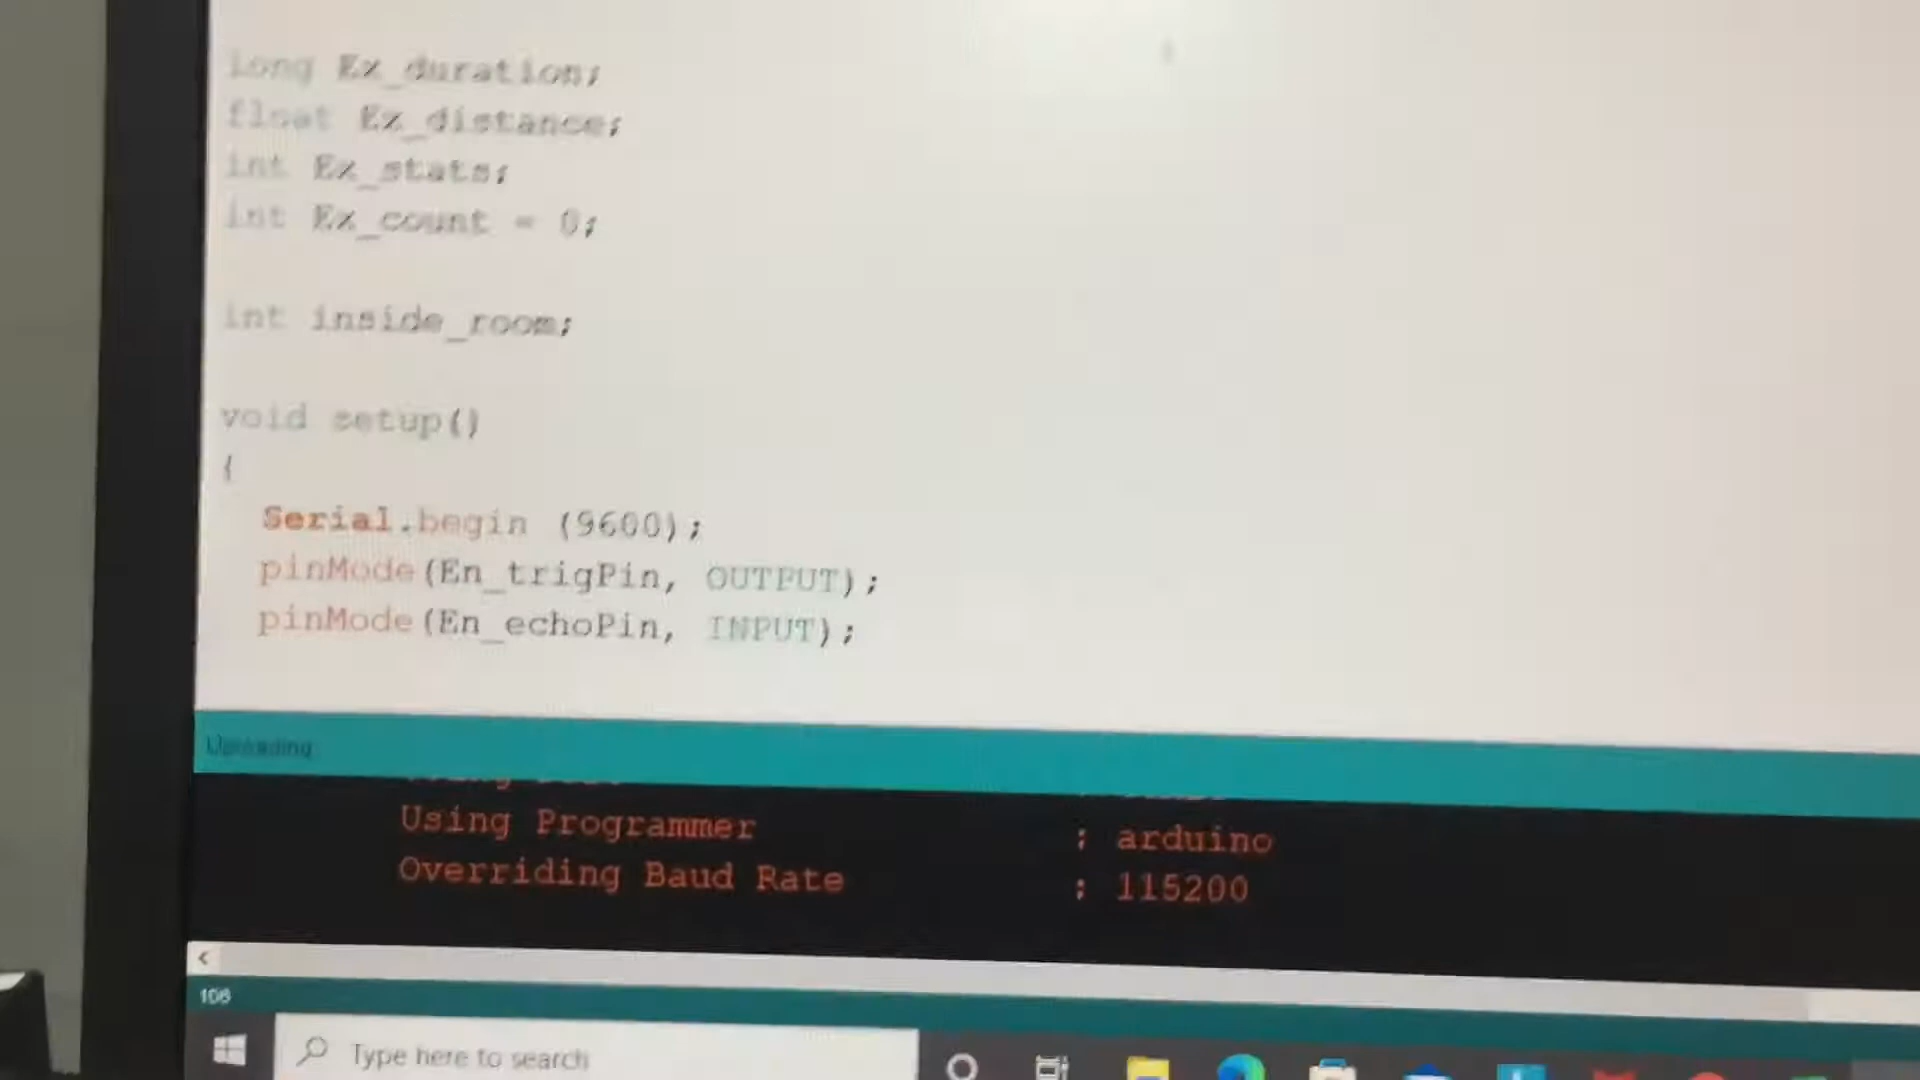 long Ex_duration;
float Ex_distance;
int Ex_stats;
int Ex_count = 0;
int inside_room;
void setup()
{
Serial.begin (9600);
pinMode(En_trigPin, OUTPUT);
pinMode(En_echoPin, INPUT);
Uploading
Using Programmer : arduino
Overriding Baud Rate : 115200
106
Type here to search